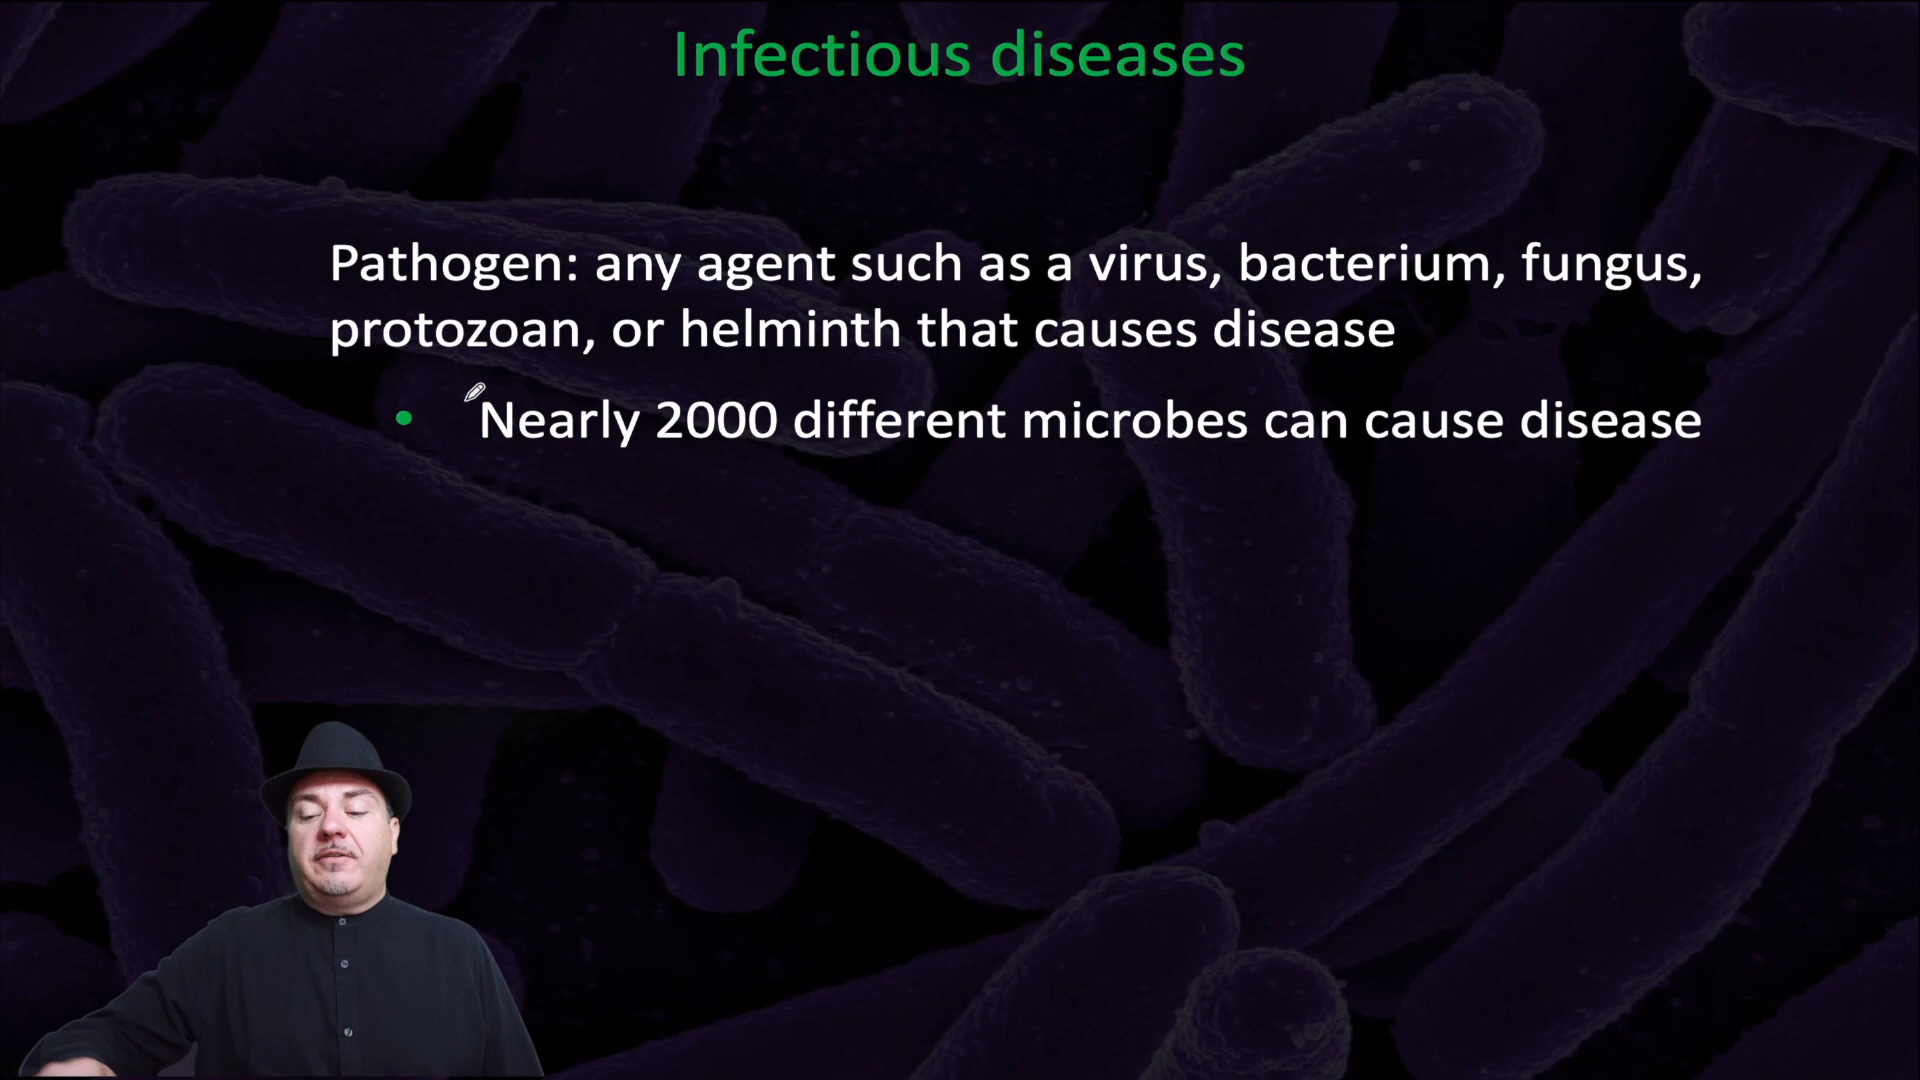 Infectious diseases
Pathogen: any agent such as a virus, bacterium, fungus,
protozoan, or helminth that causes disease
• Nearly 2000 different microbes can cause disease